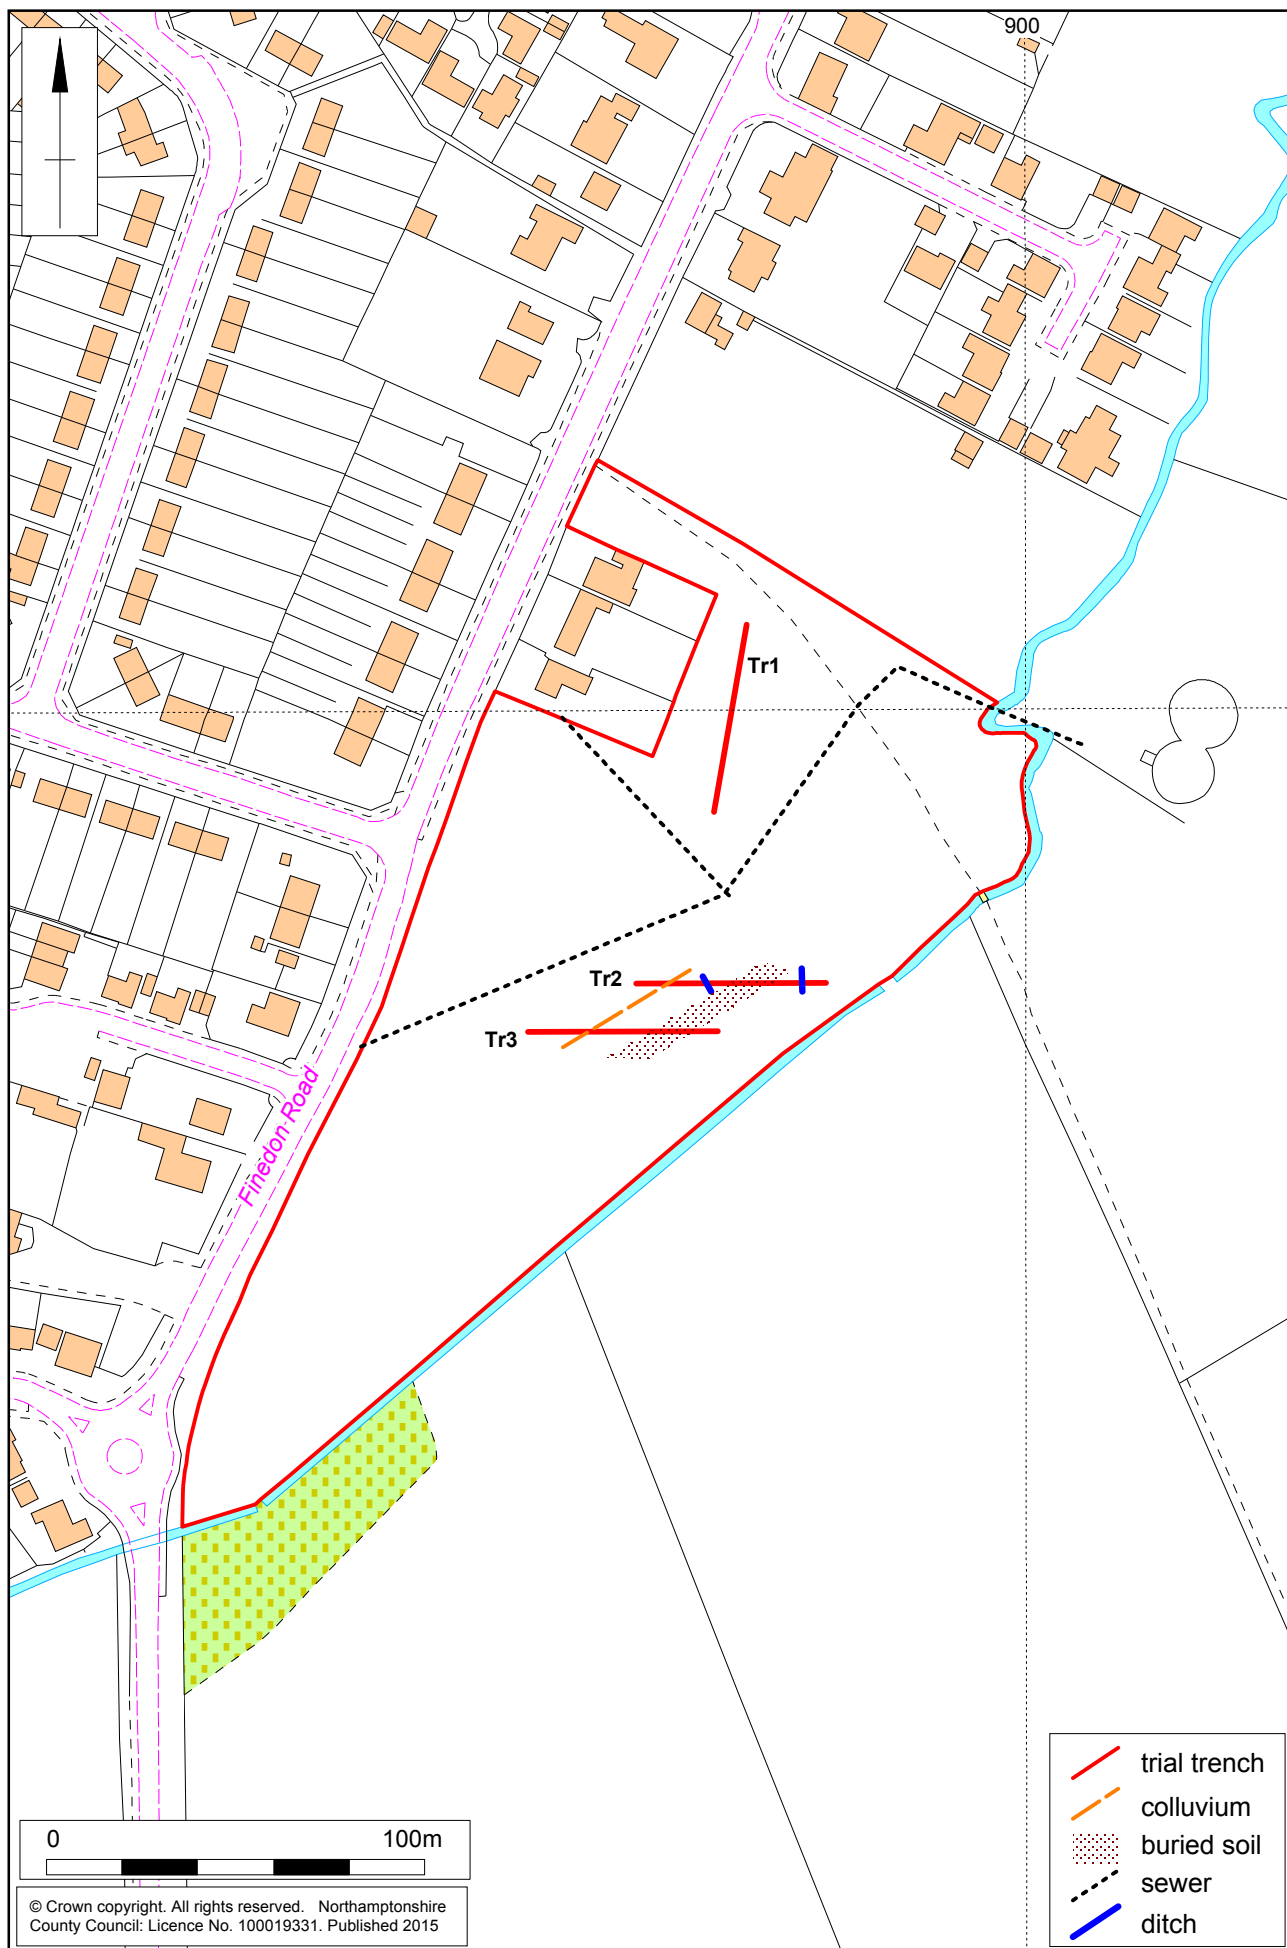 900
Tr1
Tr2
Tr3
Finedon Road
trial trench
colluvium
buried soil
sewer
ditch
0 100m
© Crown copyright. All rights reserved. Northamptonshire
County Council: Licence No. 100019331. Published 2015